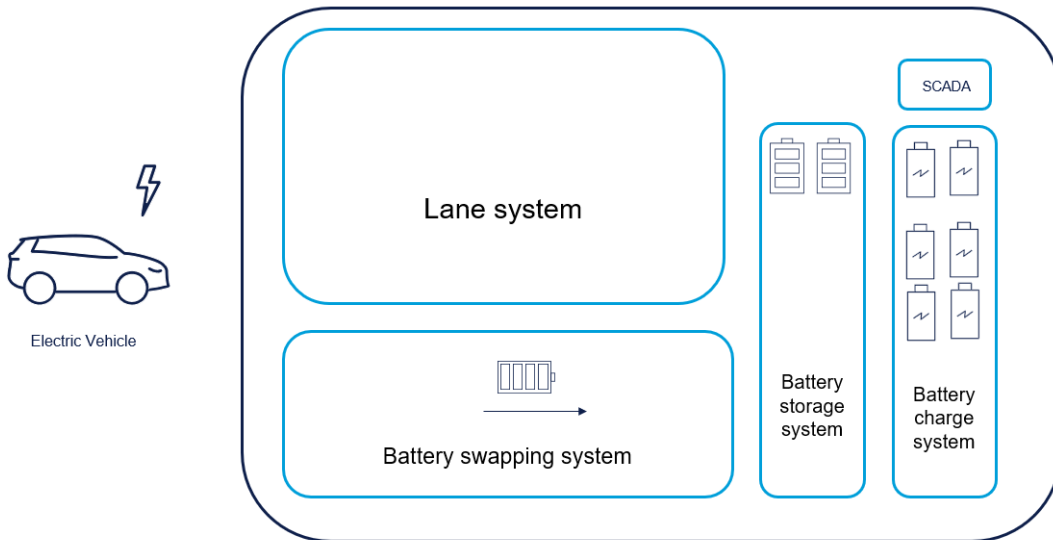 SCADA
Lane system
Electric Vehicle
Battery
storage
system
Battery
charge
system
Battery swapping system